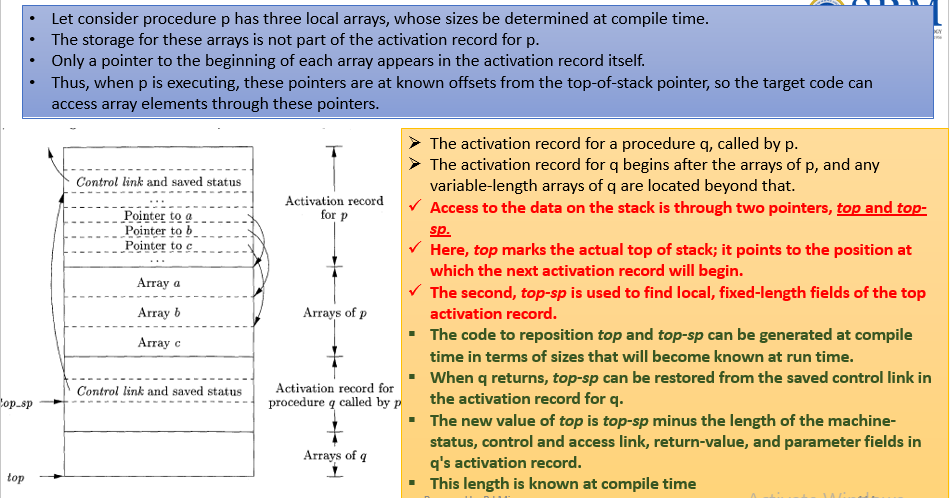 • Let consider procedure p has three local arrays, whose sizes be determined at compile time.
• The storage for these arrays is not part of the activation record for p.
• Only a pointer to the beginning of each array appears in the activation record itself.
• Thus, when p is executing, these pointers are at known offsets from the top-of-stack pointer, so the target code can
access array elements through these pointers.
Control link and saved status
. . .
Pointer to a
Pointer to b
Pointer to c
. . .
Array a
Array b
Array c
Control link and saved status
top_sp
top
Activation record
for p
Arrays of p
Activation record for
procedure q called by p
Arrays of q
➢ The activation record for a procedure q, called by p.
➢ The activation record for q begins after the arrays of p, and any
variable-length arrays of q are located beyond that.
✓ Access to the data on the stack is through two pointers, top and top-
sp.
✓ Here, top marks the actual top of stack; it points to the position at
which the next activation record will begin.
✓ The second, top-sp is used to find local, fixed-length fields of the top
activation record.
▪ The code to reposition top and top-sp can be generated at compile
time in terms of sizes that will become known at run time.
▪ When q returns, top-sp can be restored from the saved control link in
the activation record for q.
▪ The new value of top is top-sp minus the length of the machine-
status, control and access link, return-value, and parameter fields in
q's activation record.
▪ This length is known at compile time